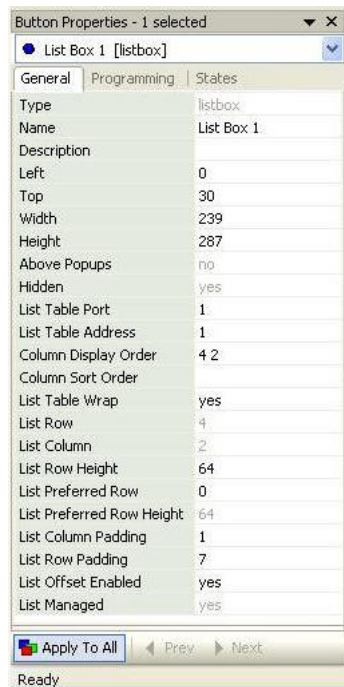 Button Properties - 1 selected
List Box 1 [listbox]
General Programming States
Type listbox
Name List Box 1
Description
Left 0
Top 30
Width 239
Height 287
Above Popups no
Hidden yes
List Table Port 1
List Table Address 1
Column Display Order 4 2
Column Sort Order
List Table Wrap yes
List Row 4
List Column 2
List Row Height 64
List Preferred Row 0
List Preferred Row Height 64
List Column Padding 1
List Row Padding 7
List Offset Enabled yes
List Managed yes
Apply To All Prev Next
Ready